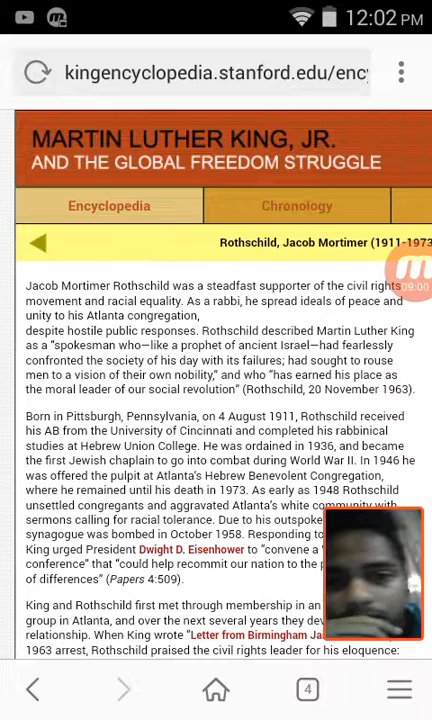 12:02 PM
kingencyclopedia.stanford.edu/enc
MARTIN LUTHER KING, JR.
AND THE GLOBAL FREEDOM STRUGGLE
Encyclopedia
Chronology
Rothschild, Jacob Mortimer (1911-1973
09:00
Jacob Mortimer Rothschild was a steadfast supporter of the civil rights
movement and racial equality. As a rabbi, he spread ideals of peace and
unity to his Atlanta congregation,
despite hostile public responses. Rothschild described Martin Luther King
as a “spokesman who—like a prophet of ancient Israel—had fearlessly
confronted the society of his day with its failures; had sought to rouse
men to a vision of their own nobility,” and who “has earned his place as
the moral leader of our social revolution” (Rothschild, 20 November 1963).
Born in Pittsburgh, Pennsylvania, on 4 August 1911, Rothschild received
his AB from the University of Cincinnati and completed his rabbinical
studies at Hebrew Union College. He was ordained in 1936, and became
the first Jewish chaplain to go into combat during World War II. In 1946 he
was offered the pulpit at Atlanta’s Hebrew Benevolent Congregation,
where he remained until his death in 1973. As early as 1948 Rothschild
unsettled congregants and aggravated Atlanta’s white community with
sermons calling for racial tolerance. Due to his
synagogue was bombed in October 1958. Responding
King urged President Dwight D. Eisenhower to “convene a
conference” that “could help recommit our nation to the
of differences” (Papers 4:509).
King and Rothschild first met through membership in an
group in Atlanta, and over the next several years they
relationship. When King wrote “Letter from Birmingham
1963 arrest, Rothschild praised the civil rights leader for his eloquence:
4